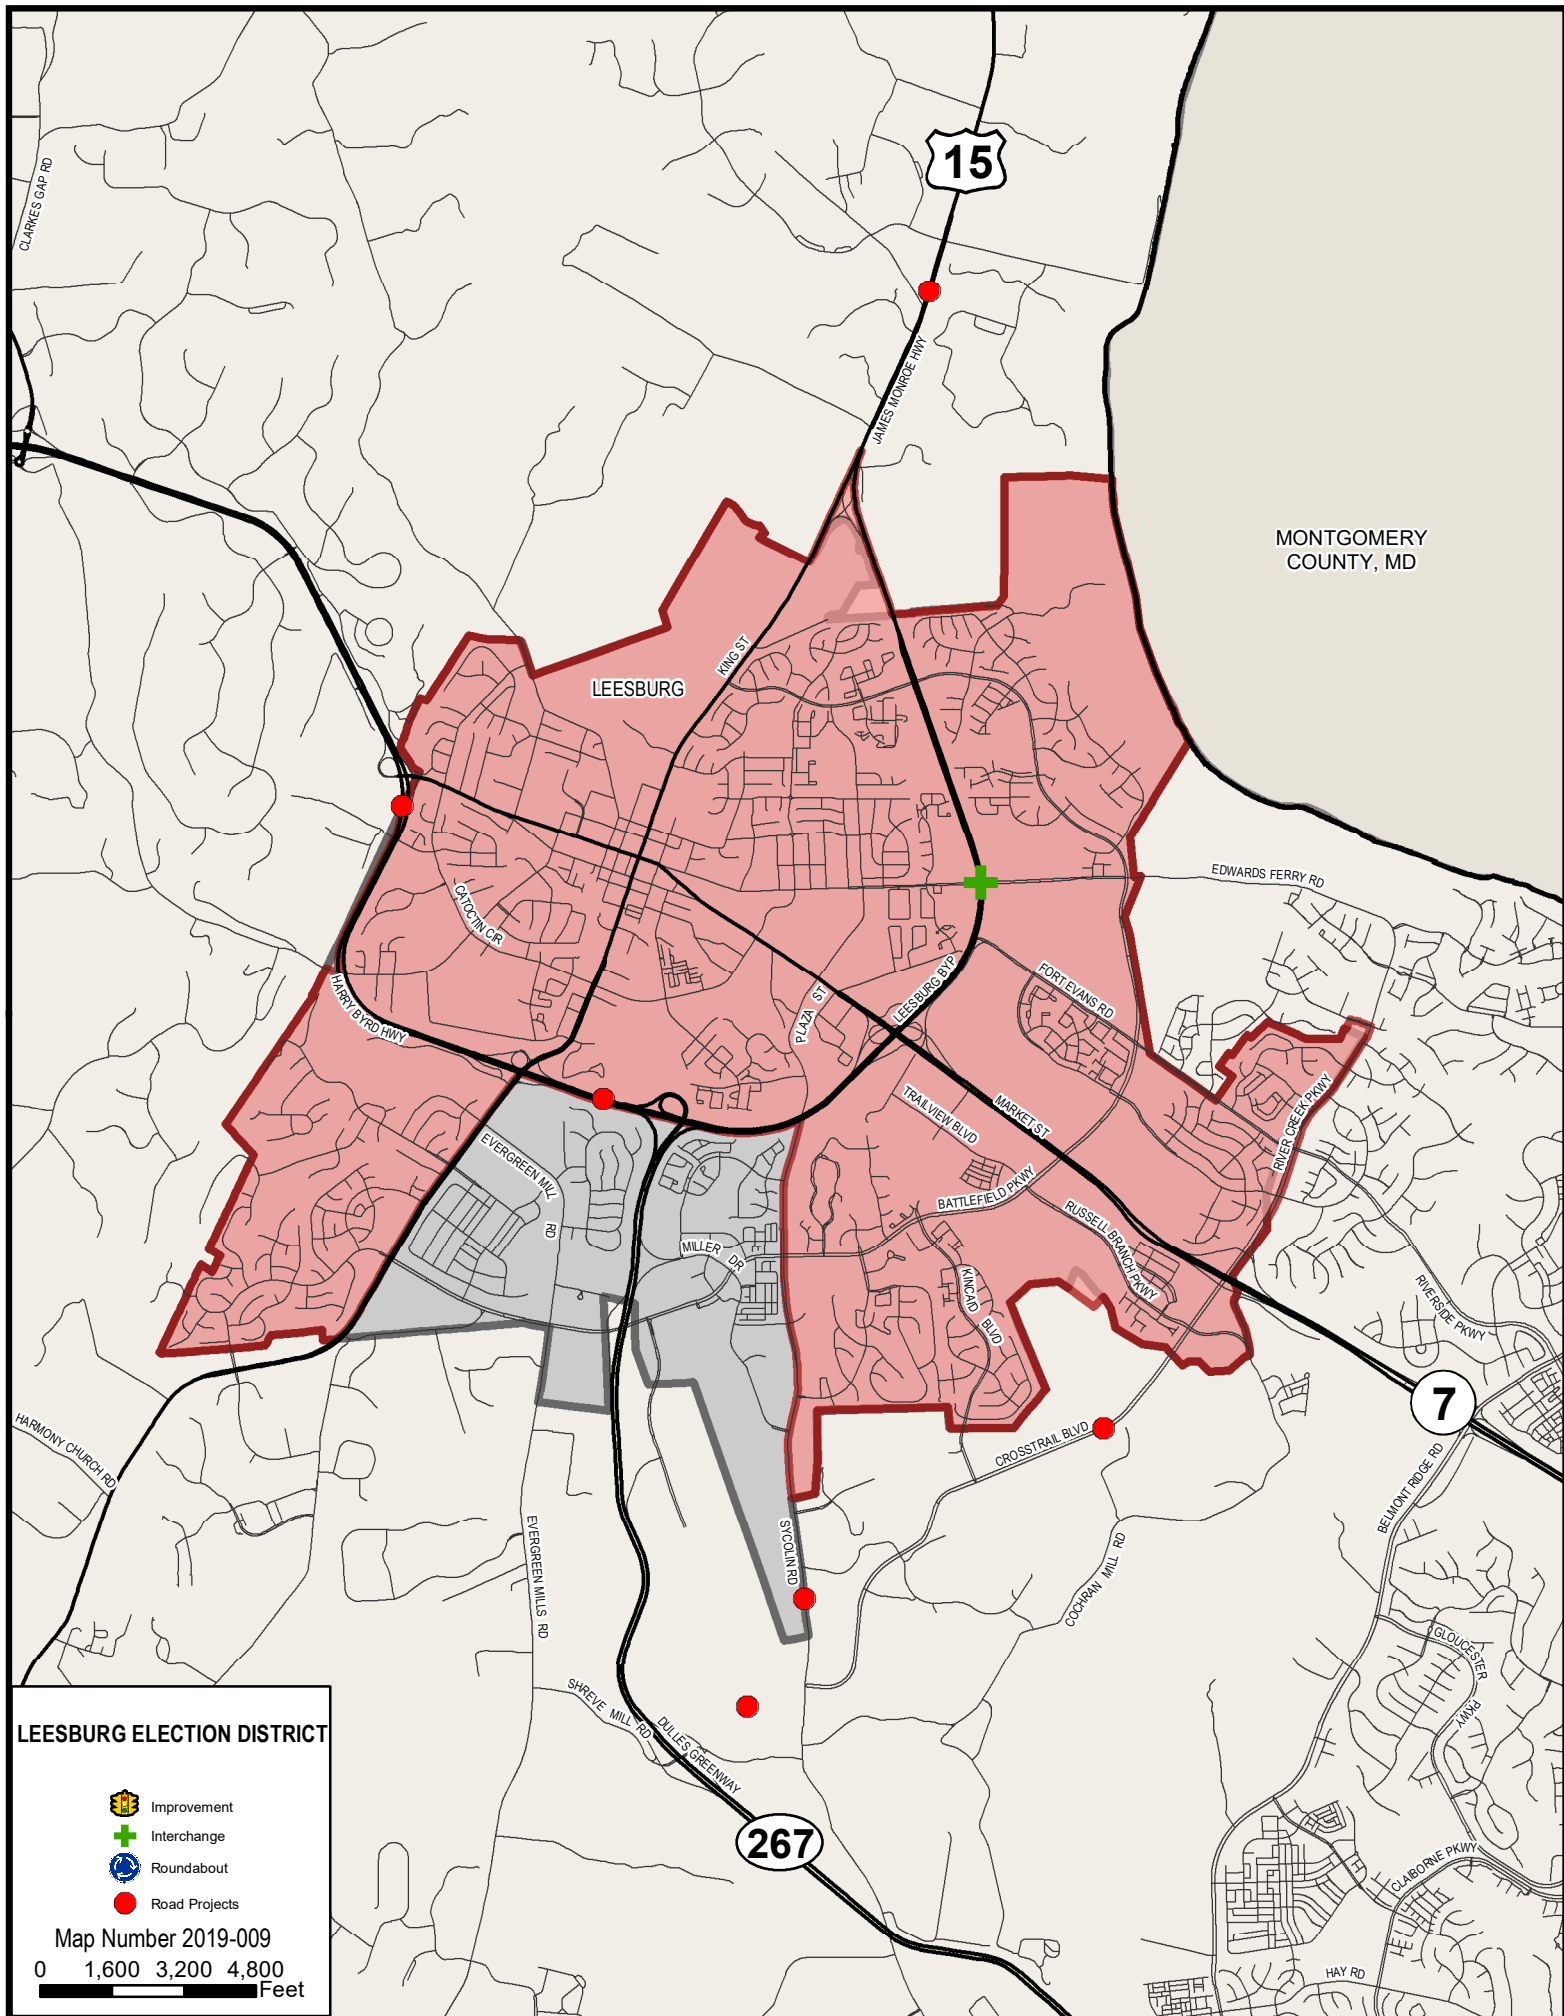 15
CLARKES GAP RD
JAMES MONROE HWY
MONTGOMERY
COUNTY, MD
KING ST
LEESBURG
EDWARDS FERRY RD
CATOCTIN CIR
HARRY BYRD HWY
PLAZA ST
LEESBURG BYP
FORT EVANS RD
TRAILVIEW BLVD
MARKET ST
RIVER CREEK PKWY
EVERGREEN MILL
RD
BATTLEFIELD PKWY
RUSSELL BRANCH PKWY
MILLER DR
KINCAID BLVD
RIVERSIDE PKWY
7
HARMONY CHURCH RD
CROSSTRAIL BLVD
BELMONT RIDGE RD
EVERGREEN MILLS RD
SYCOLIN RD
COCHRAN MILL RD
GLOUCESTER
PKWY
SHREVE MILL RD
DULLES GREENWAY
267
CLAIBORNE PKWY
HAY RD
LEESBURG ELECTION DISTRICT
Improvement
Interchange
Roundabout
Road Projects
Map Number 2019-009
0 1,600 3,200 4,800
Feet